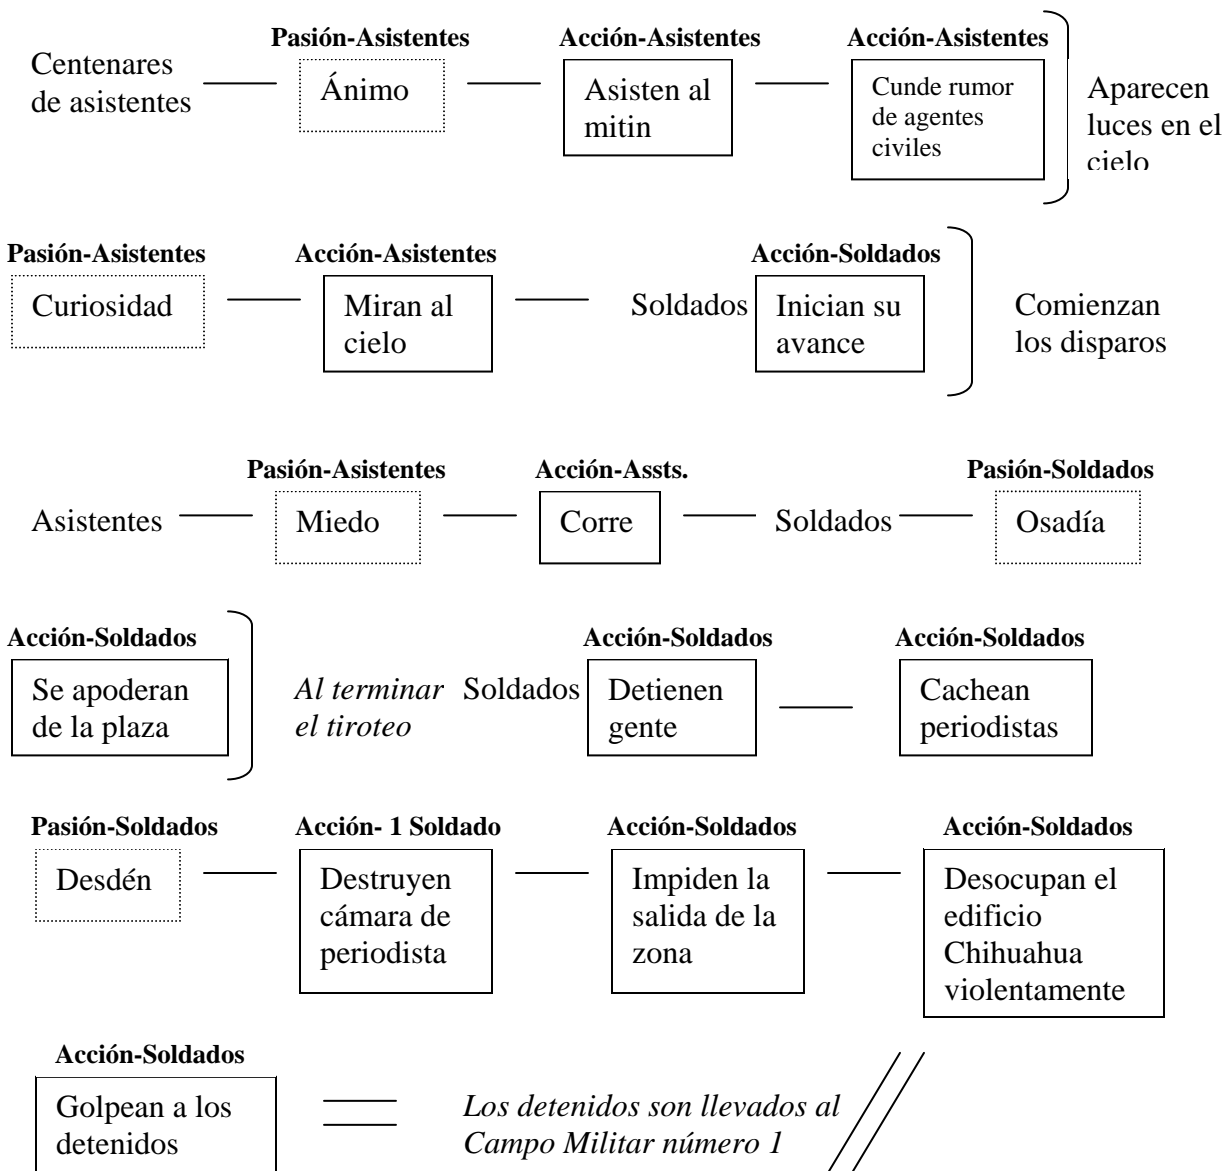 Pasión-Asistentes Acción-Asistentes Acción-Asistentes
Centenares
de asistentes
Ánimo
Asisten al
mitin
Cunde rumor
de agentes
civiles
Aparecen
luces en el
cielo
Pasión-Asistentes Acción-Asistentes Acción-Soldados
Curiosidad
Miran al
cielo
Soldados
Inician su
avance
Comienzan
los disparos
Pasión-Asistentes Acción-Assts. Pasión-Soldados
Asistentes
Miedo
Corre
Soldados
Osadía
Acción-Soldados Acción-Soldados Acción-Soldados
Se apoderan
de la plaza
Al terminar
el tiroteo
Soldados
Detienen
gente
Cachean
periodistas
Pasión-Soldados Acción- 1 Soldado Acción-Soldados Acción-Soldados
Desdén
Destruyen
cámara de
periodista
Impiden la
salida de la
zona
Desocupan el
edificio
Chihuahua
violentamente
Acción-Soldados
Golpean a los
detenidos
Los detenidos son llevados al
Campo Militar número 1